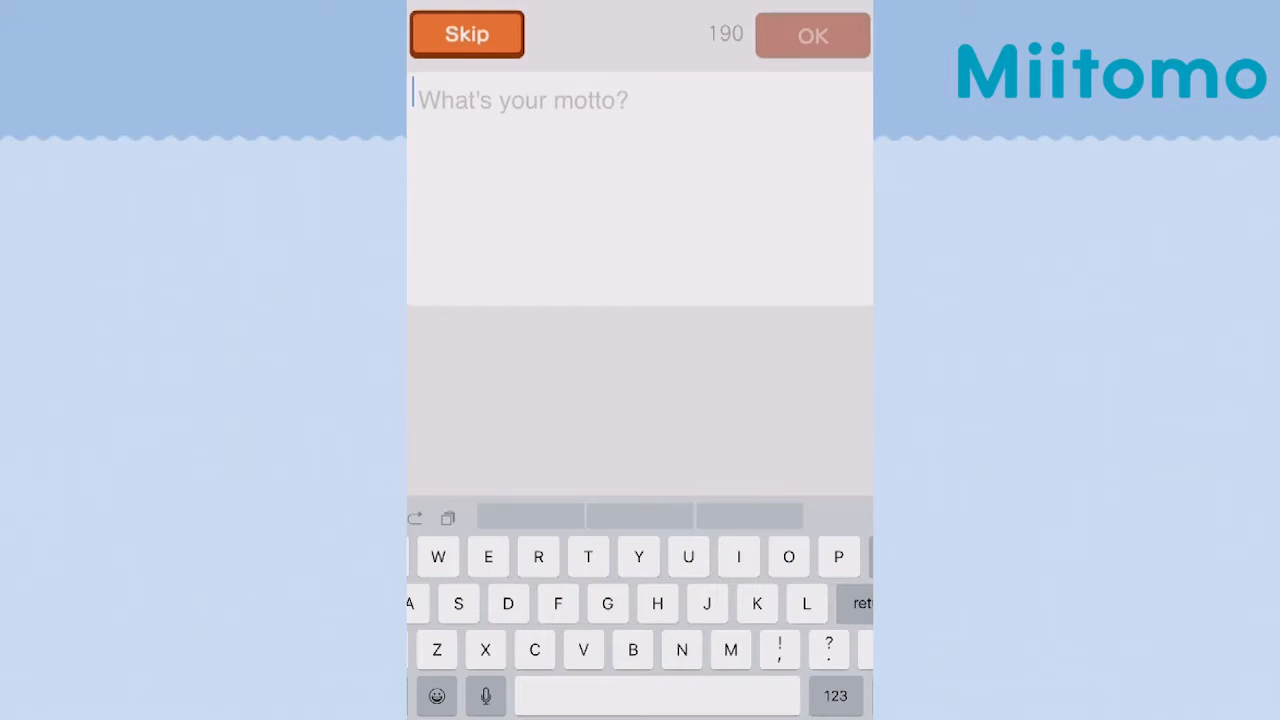 Skip 190 OK
Miitomo
What's your motto?
W E R T Y U I O P
A S D F G H J K L ret
Z X C V B N M ! , ? .
123